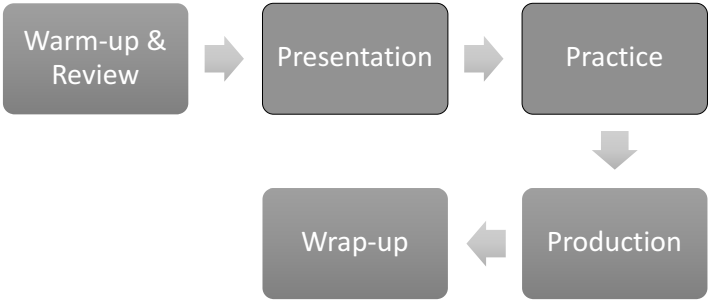 Warm-up &
Review
Presentation
Practice
Production
Wrap-up